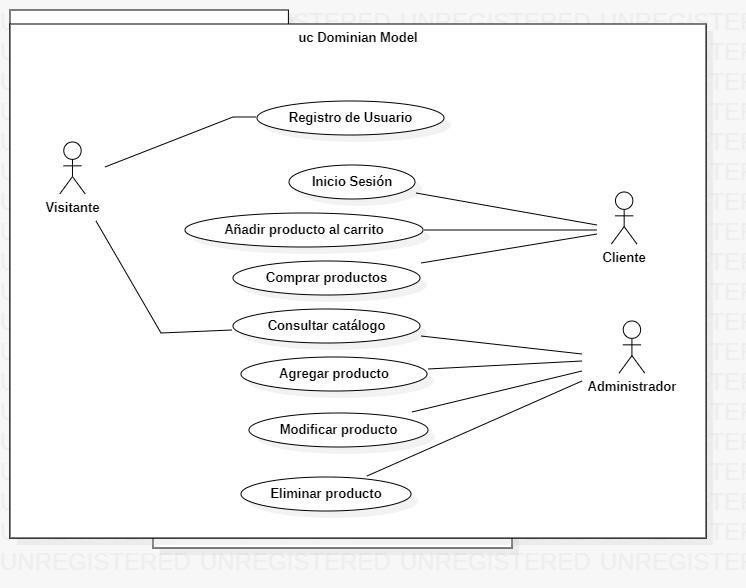 uc Dominian Model
Registro de Usuario
Inicio Sesión
Visitante
Añadir producto al carrito
Cliente
Comprar productos
Consultar catálogo
Agregar producto
Administrador
Modificar producto
Eliminar producto
UNREGISTERED UNREGISTERED UNREGISTERED UNREGISTERED